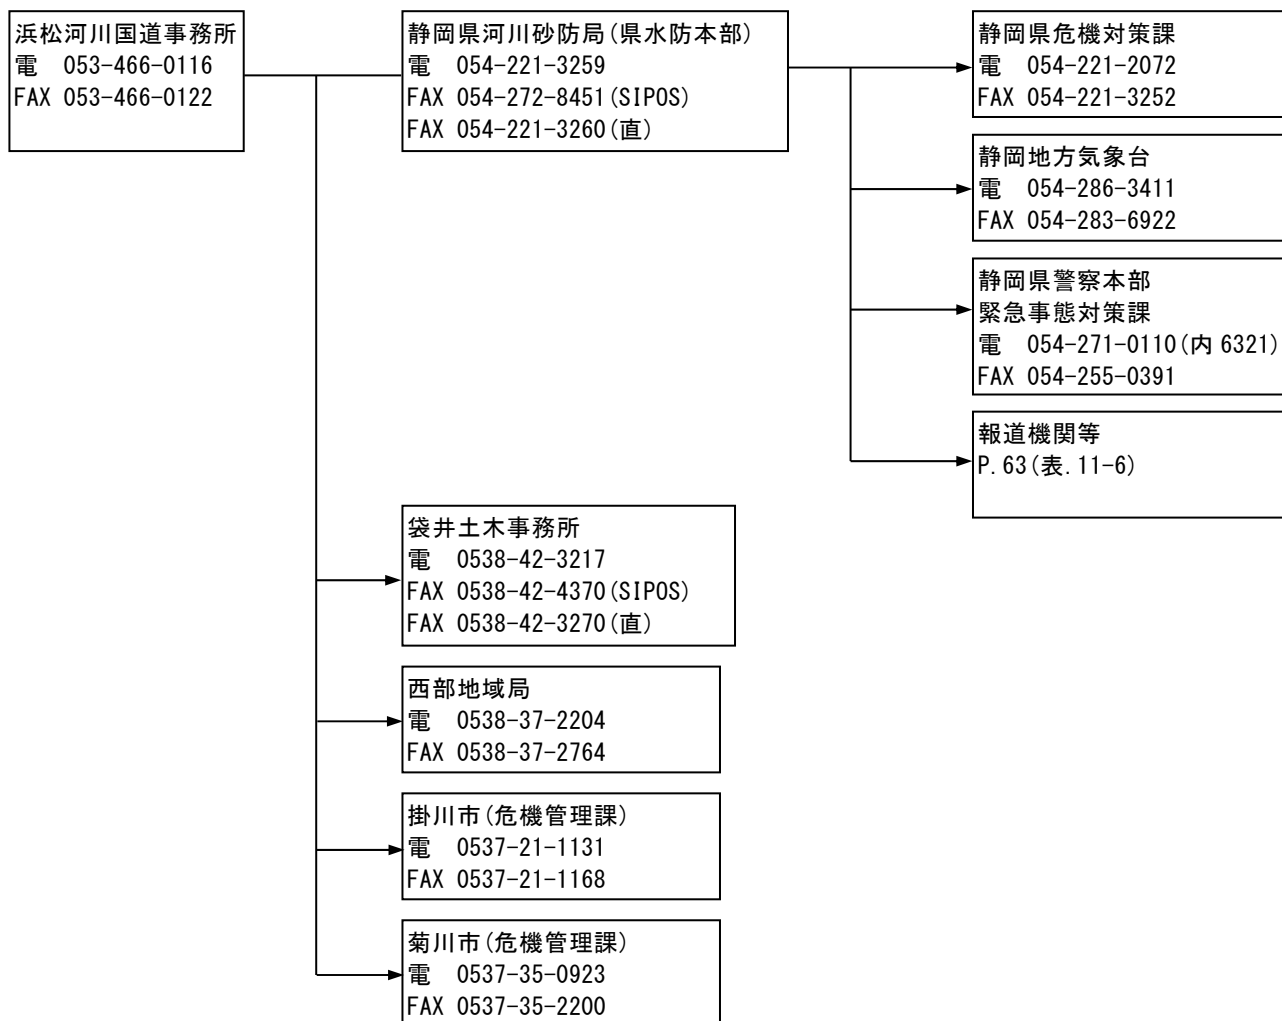 浜松河川国道事務所
電　053-466-0116
FAX 053-466-0122
静岡県河川砂防局(県水防本部)
電　054-221-3259
FAX 054-272-8451(SIPOS)
FAX 054-221-3260(直)
静岡県危機対策課
電　054-221-2072
FAX 054-221-3252
静岡地方気象台
電　054-286-3411
FAX 054-283-6922
静岡県警察本部
緊急事態対策課
電　054-271-0110(内 6321)
FAX 054-255-0391
報道機関等
P.63(表.11-6)
袋井土木事務所
電　0538-42-3217
FAX 0538-42-4370(SIPOS)
FAX 0538-42-3270(直)
西部地域局
電　0538-37-2204
FAX 0538-37-2764
掛川市(危機管理課)
電　0537-21-1131
FAX 0537-21-1168
菊川市(危機管理課)
電　0537-35-0923
FAX 0537-35-2200